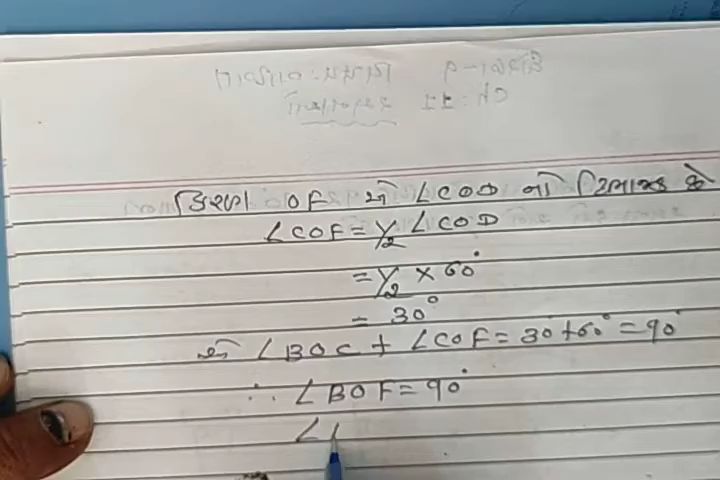 કિરણ OF એ ∠COD નો દ્વિભાજક છે
∠COF = 1/2 ∠COD
= 1/2 × 60°
= 30°
∠BOC + ∠COF = 30° + 60° = 90°
∴ ∠BOF = 90°
∠